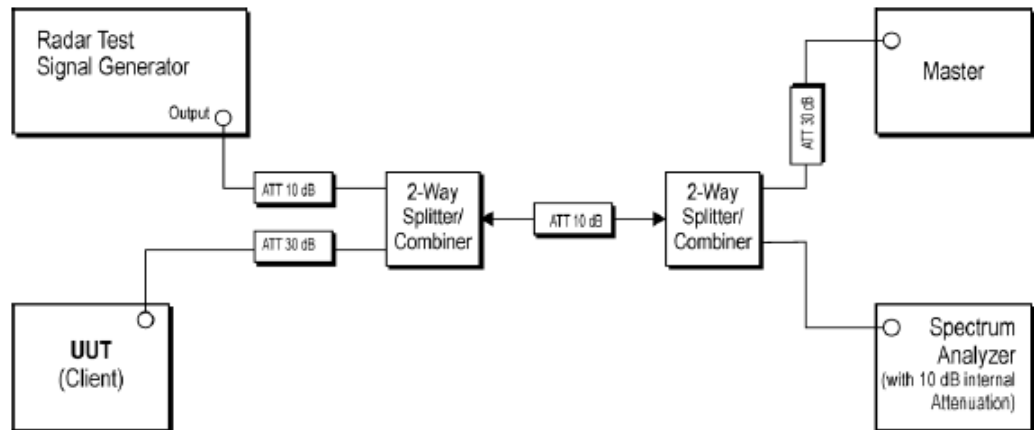 Radar Test
Signal Generator
Output
ATT 10 dB
2-Way
Splitter/
Combiner
ATT 30 dB
UUT
(Client)
ATT 10 dB
2-Way
Splitter/
Combiner
ATT 30 dB
Master
Spectrum
Analyzer
(with 10 dB internal
Attenuation)